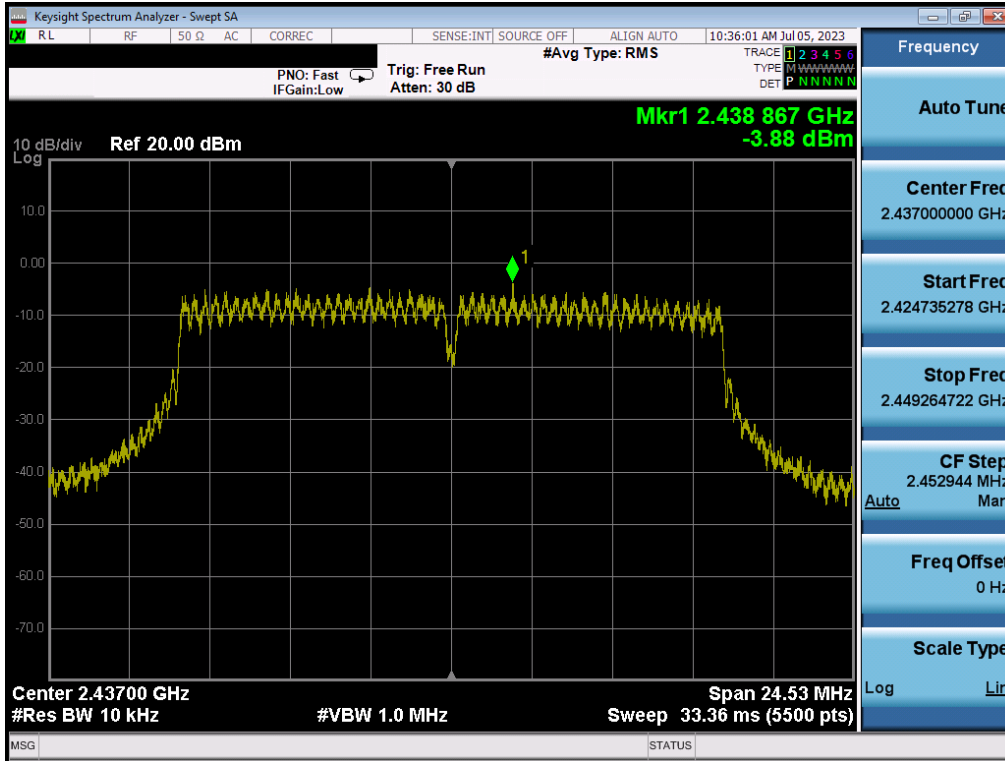 Keysight Spectrum Analyzer - Swept SA
LXI RL RF 50 Ω AC CORREC SENSE:INT SOURCE OFF ALIGN AUTO 10:36:01 AM Jul 05, 2023
#Avg Type: RMS
TRACE 1 2 3 4 5 6
TYPE M W W W W W
DET P N N N N N
PNO: Fast
IFGain:Low
Trig: Free Run
Atten: 30 dB
Mkr1 2.438 867 GHz
-3.88 dBm
10 dB/div Ref 20.00 dBm
Log
10.0
0.00
-10.0
-20.0
-30.0
-40.0
-50.0
-60.0
-70.0
1
Center 2.43700 GHz Span 24.53 MHz
#Res BW 10 kHz #VBW 1.0 MHz Sweep 33.36 ms (5500 pts)
MSG STATUS
Frequency
Auto Tune
Center Freq
2.437000000 GHz
Start Freq
2.424735278 GHz
Stop Freq
2.449264722 GHz
CF Step
2.452944 MHz
Auto Man
Freq Offset
0 Hz
Scale Type
Log Lin